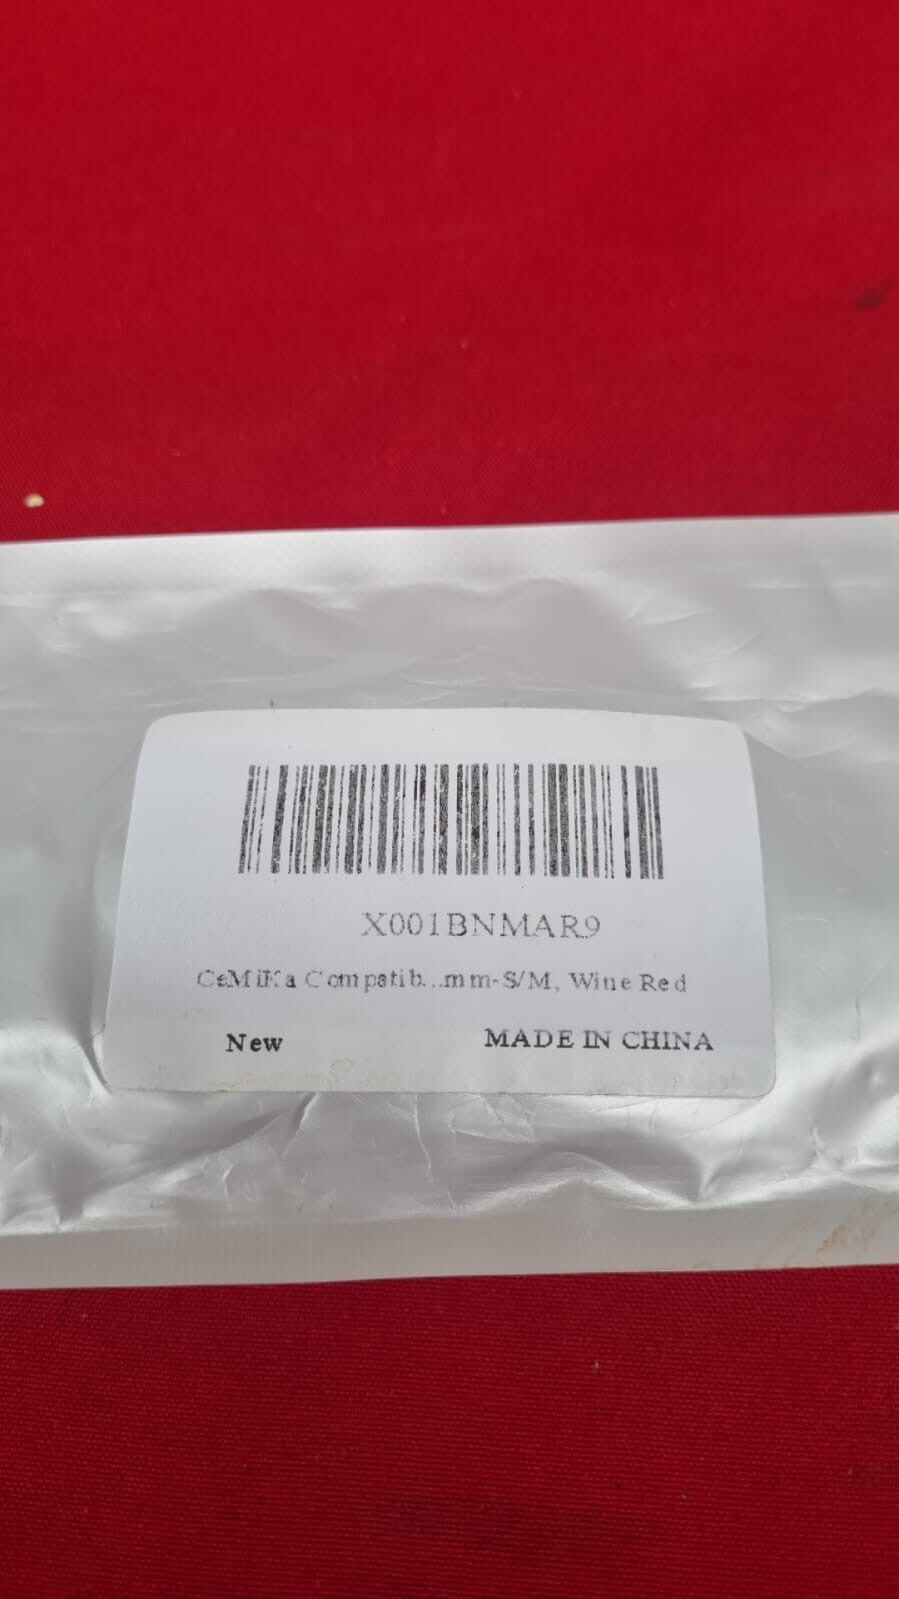 X001BNMAR9
CeMiKa Compatib...mm-S/M, Wine Red
New
MADE IN CHINA